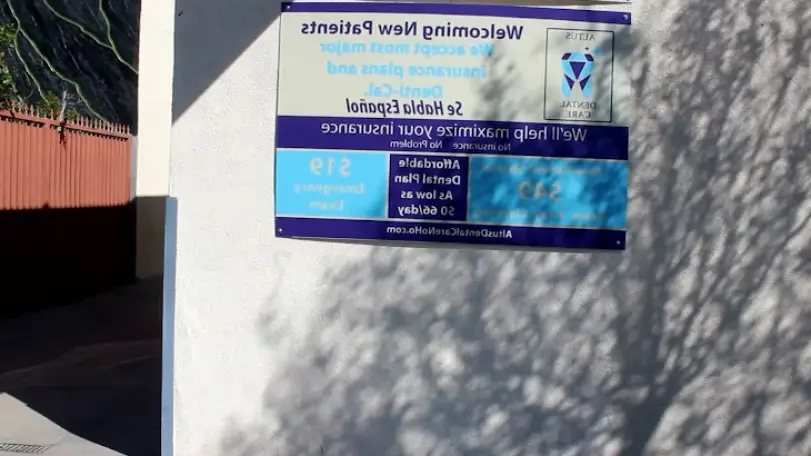 Welcoming New Patients
We accept most major
insurance plans and
Denti-Cal.
Se Habla Español
ALTUS
DENTAL
CARE
We'll help maximize your insurance
No insurance No Problem
$19
Emergency
Exam
Affordable
Dental Plan
As low as
$0.66/day
$49
AltusDentalCareNoHo.com